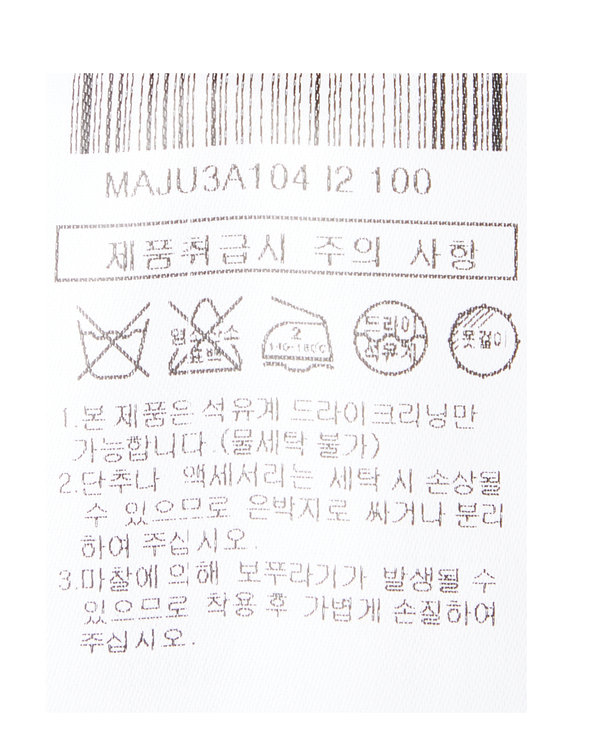 MAJU3A104 I2 100
제품취급시 주의 사항
염소표백
2
140~160℃
드라이
석유계
옷걸이
1.본 제품은 석유계 드라이크리닝만
가능합니다.(물세탁 불가)
2.단추나 액세서리는 세탁 시 손상될
수 있으므로 은박지로 싸거나 분리
하여 주십시오.
3.마찰에 의해 보푸라기가 발생될 수
있으므로 착용 후 가볍게 손질하여
주십시오.